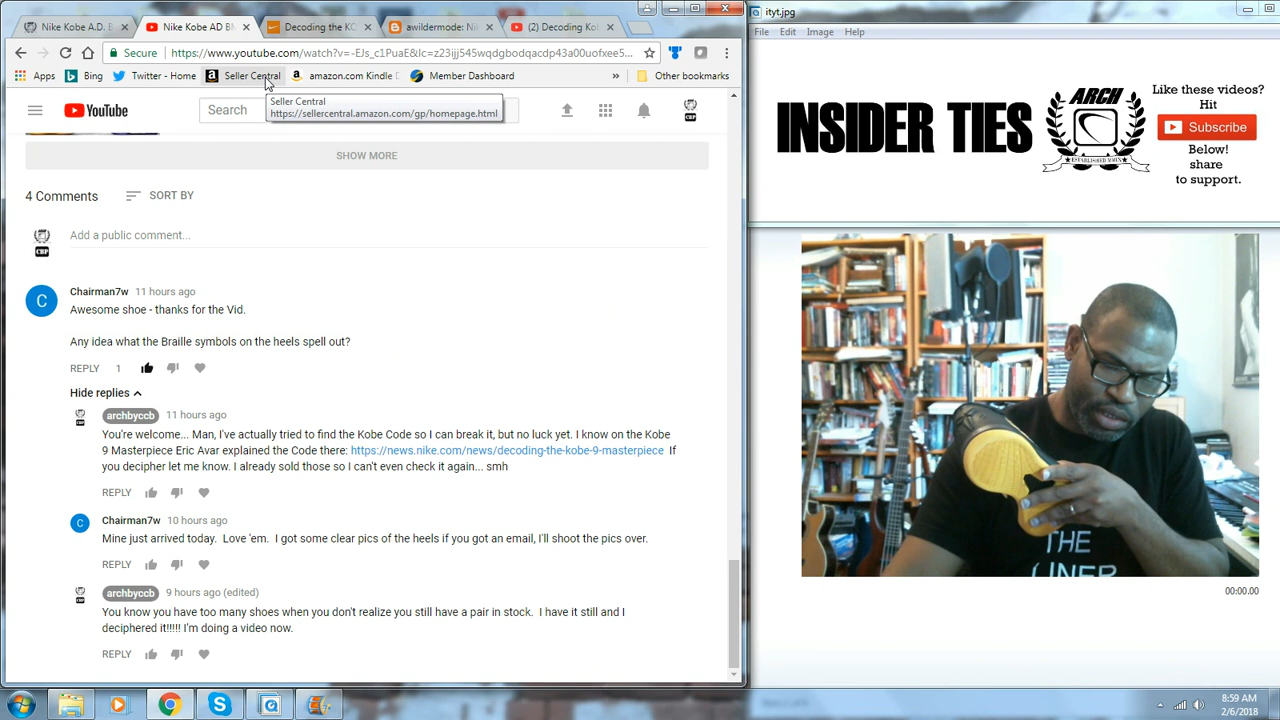 Nike Kobe A.D. B
Nike Kobe AD BM
Decoding the KO
awildermode: Ni
(2) Decoding Kob
Secure
https://www.youtube.com/watch?v=-EJs_c1PuaE&lc=z23ijj545wqdgbodqacdp43a00uofxee5...
Apps
Bing
Twitter - Home
Seller Central
amazon.com Kindle
Member Dashboard
»
Other bookmarks
Seller Central
https://sellercentral.amazon.com/gp/homepage.html
YouTube
Search
SHOW MORE
4 Comments
SORT BY
Add a public comment...
C
Chairman7w 11 hours ago
Awesome shoe - thanks for the Vid.
Any idea what the Braille symbols on the heels spell out?
REPLY 1
Hide replies
archbyccb 11 hours ago
You're welcome... Man, I've actually tried to find the Kobe Code so I can break it, but no luck yet. I know on the Kobe
9 Masterpiece Eric Avar explained the Code there: https://news.nike.com/news/decoding-the-kobe-9-masterpiece If
you decipher let me know. I already sold those so I can't even check it again... smh
REPLY
C
Chairman7w 10 hours ago
Mine just arrived today. Love 'em. I got some clear pics of the heels if you got an email, I'll shoot the pics over.
REPLY
archbyccb 9 hours ago (edited)
You know you have too many shoes when you don't realize you still have a pair in stock. I have it still and I
deciphered it!!!!! I'm doing a video now.
REPLY
ityt.jpg
File Edit Image Help
INSIDER TIES
ARCH
Like these videos?
Hit
Subscribe
Below!
share
to support.
THE
00:00.00
8:59 AM
2/6/2018